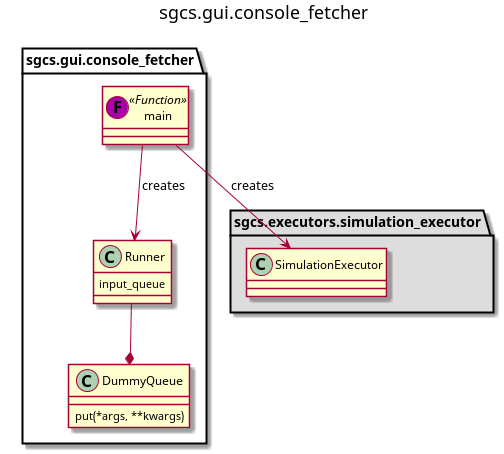 sgcs.gui.console_fetcher
sgcs.gui.console_fetcher
F
«Function»
main
creates
creates
sgcs.executors.simulation_executor
C
Runner
input_queue
C
SimulationExecutor
C
DummyQueue
put(*args, **kwargs)